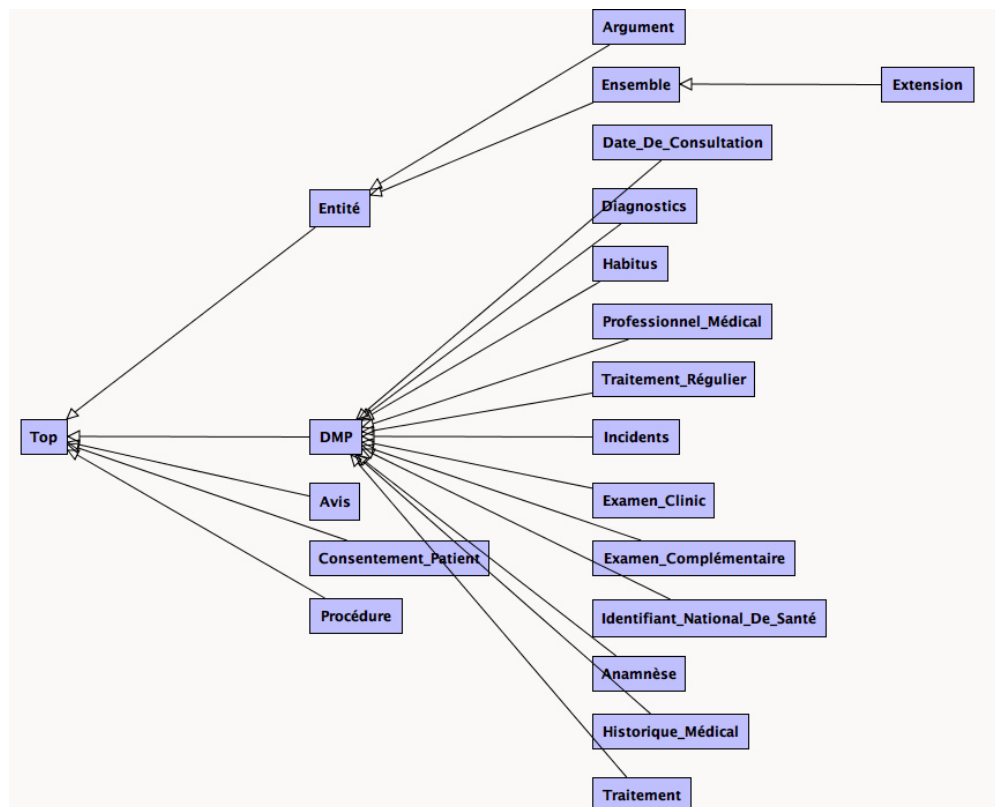 Argument
Ensemble
Extension
Date_De_Consultation
Entité
Diagnostics
Habitus
Professionnel_Médical
Traitement_Régulier
Top
DMP
Incidents
Avis
Examen_Clinic
Consentement_Patient
Examen_Complémentaire
Procédure
Identifiant_National_De_Santé
Anamnèse
Historique_Médical
Traitement